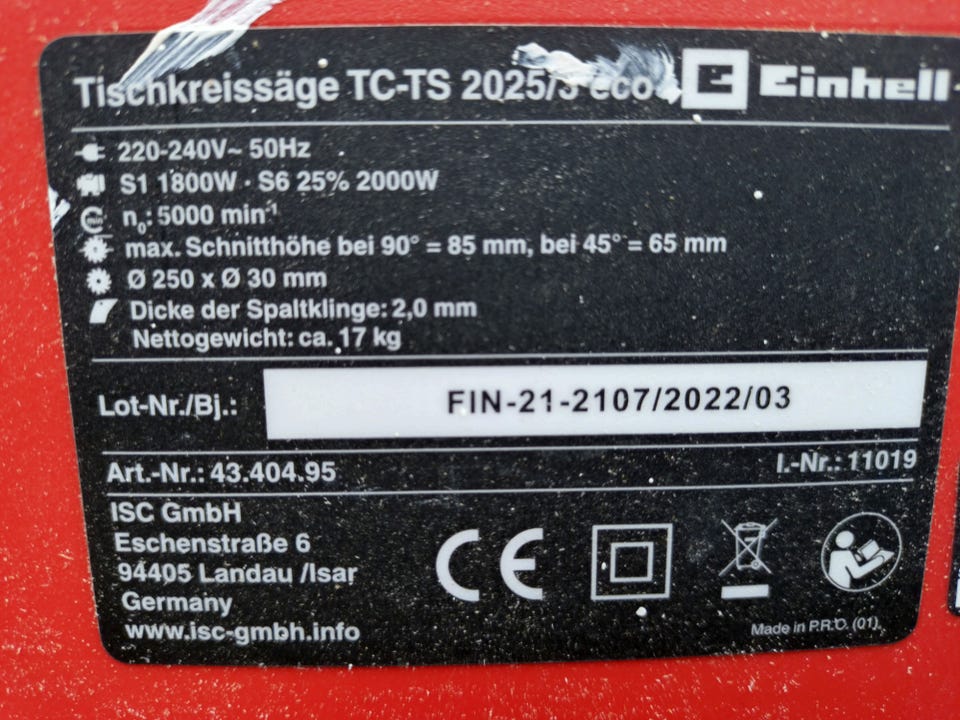 Tischkreissäge TC-TS 2025/3 eco E Einhell
220-240V~ 50Hz
S1 1800W · S6 25% 2000W
n₀: 5000 min⁻¹
max. Schnitthöhe bei 90° = 85 mm, bei 45° = 65 mm
Ø 250 x Ø 30 mm
Dicke der Spaltklinge: 2,0 mm
Nettogewicht: ca. 17 kg
Lot-Nr./Bj.: FIN-21-2107/2022/03
Art.-Nr.: 43.404.95 I.-Nr.: 11019
ISC GmbH
Eschenstraße 6
94405 Landau /Isar
Germany
www.isc-gmbh.info
CE
Made in P.R.C. (01)